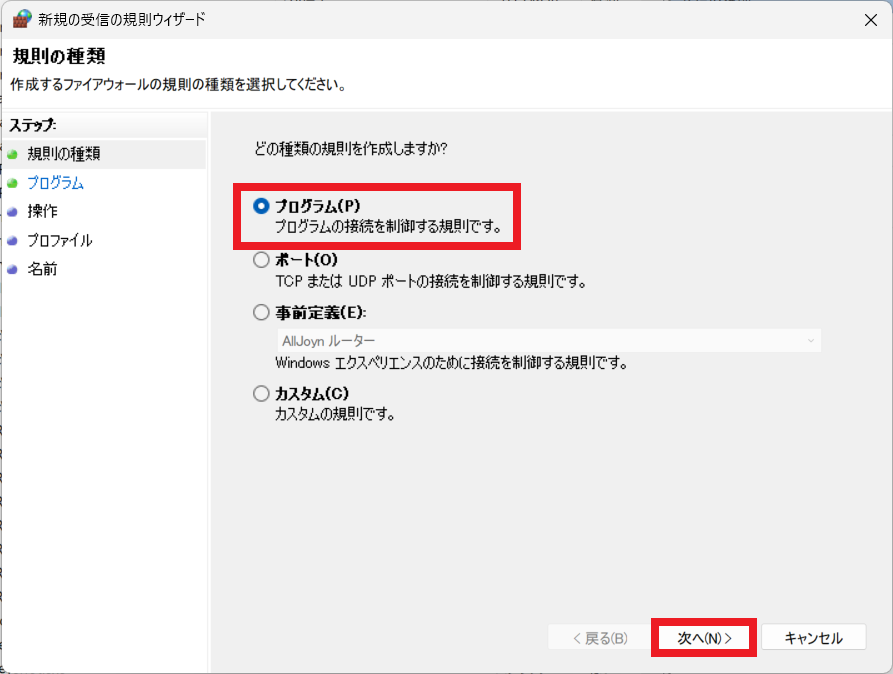 新規の受信の規則ウィザード
規則の種類
作成するファイアウォールの規則の種類を選択してください。
ステップ:
規則の種類
プログラム
操作
プロファイル
名前
どの種類の規則を作成しますか?
プログラム(P)
プログラムの接続を制御する規則です。
ポート(O)
TCP または UDP ポートの接続を制御する規則です。
事前定義(E):
AllJoyn ルーター
Windows エクスペリエンスのために接続を制御する規則です。
カスタム(C)
カスタムの規則です。
< 戻る(B)
次へ(N) >
キャンセル